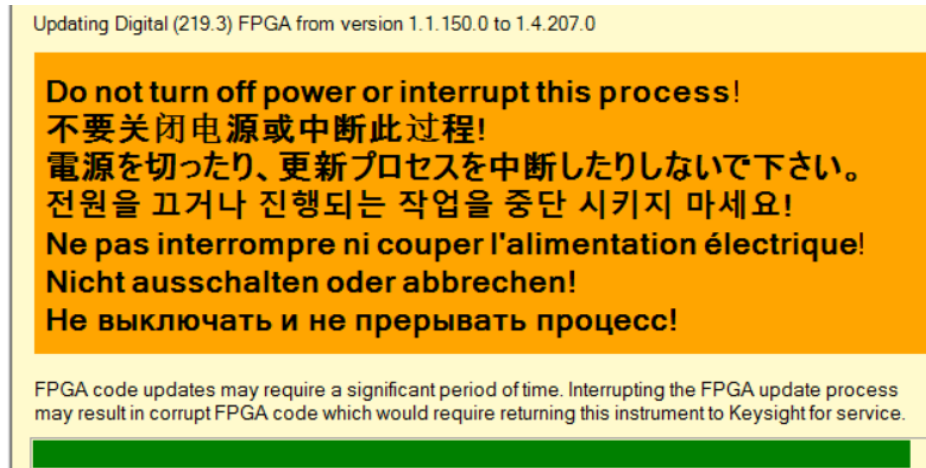 Updating Digital (219.3) FPGA from version 1.1.150.0 to 1.4.207.0
Do not turn off power or interrupt this process!
不要关闭电源或中断此过程!
電源を切ったり、更新プロセスを中断したりしないで下さい。
전원을 끄거나 진행되는 작업을 중단 시키지 마세요!
Ne pas interrompre ni couper l'alimentation électrique!
Nicht ausschalten oder abbrechen!
Не выключать и не прерывать процесс!
FPGA code updates may require a significant period of time. Interrupting the FPGA update process
may result in corrupt FPGA code which would require returning this instrument to Keysight for service.